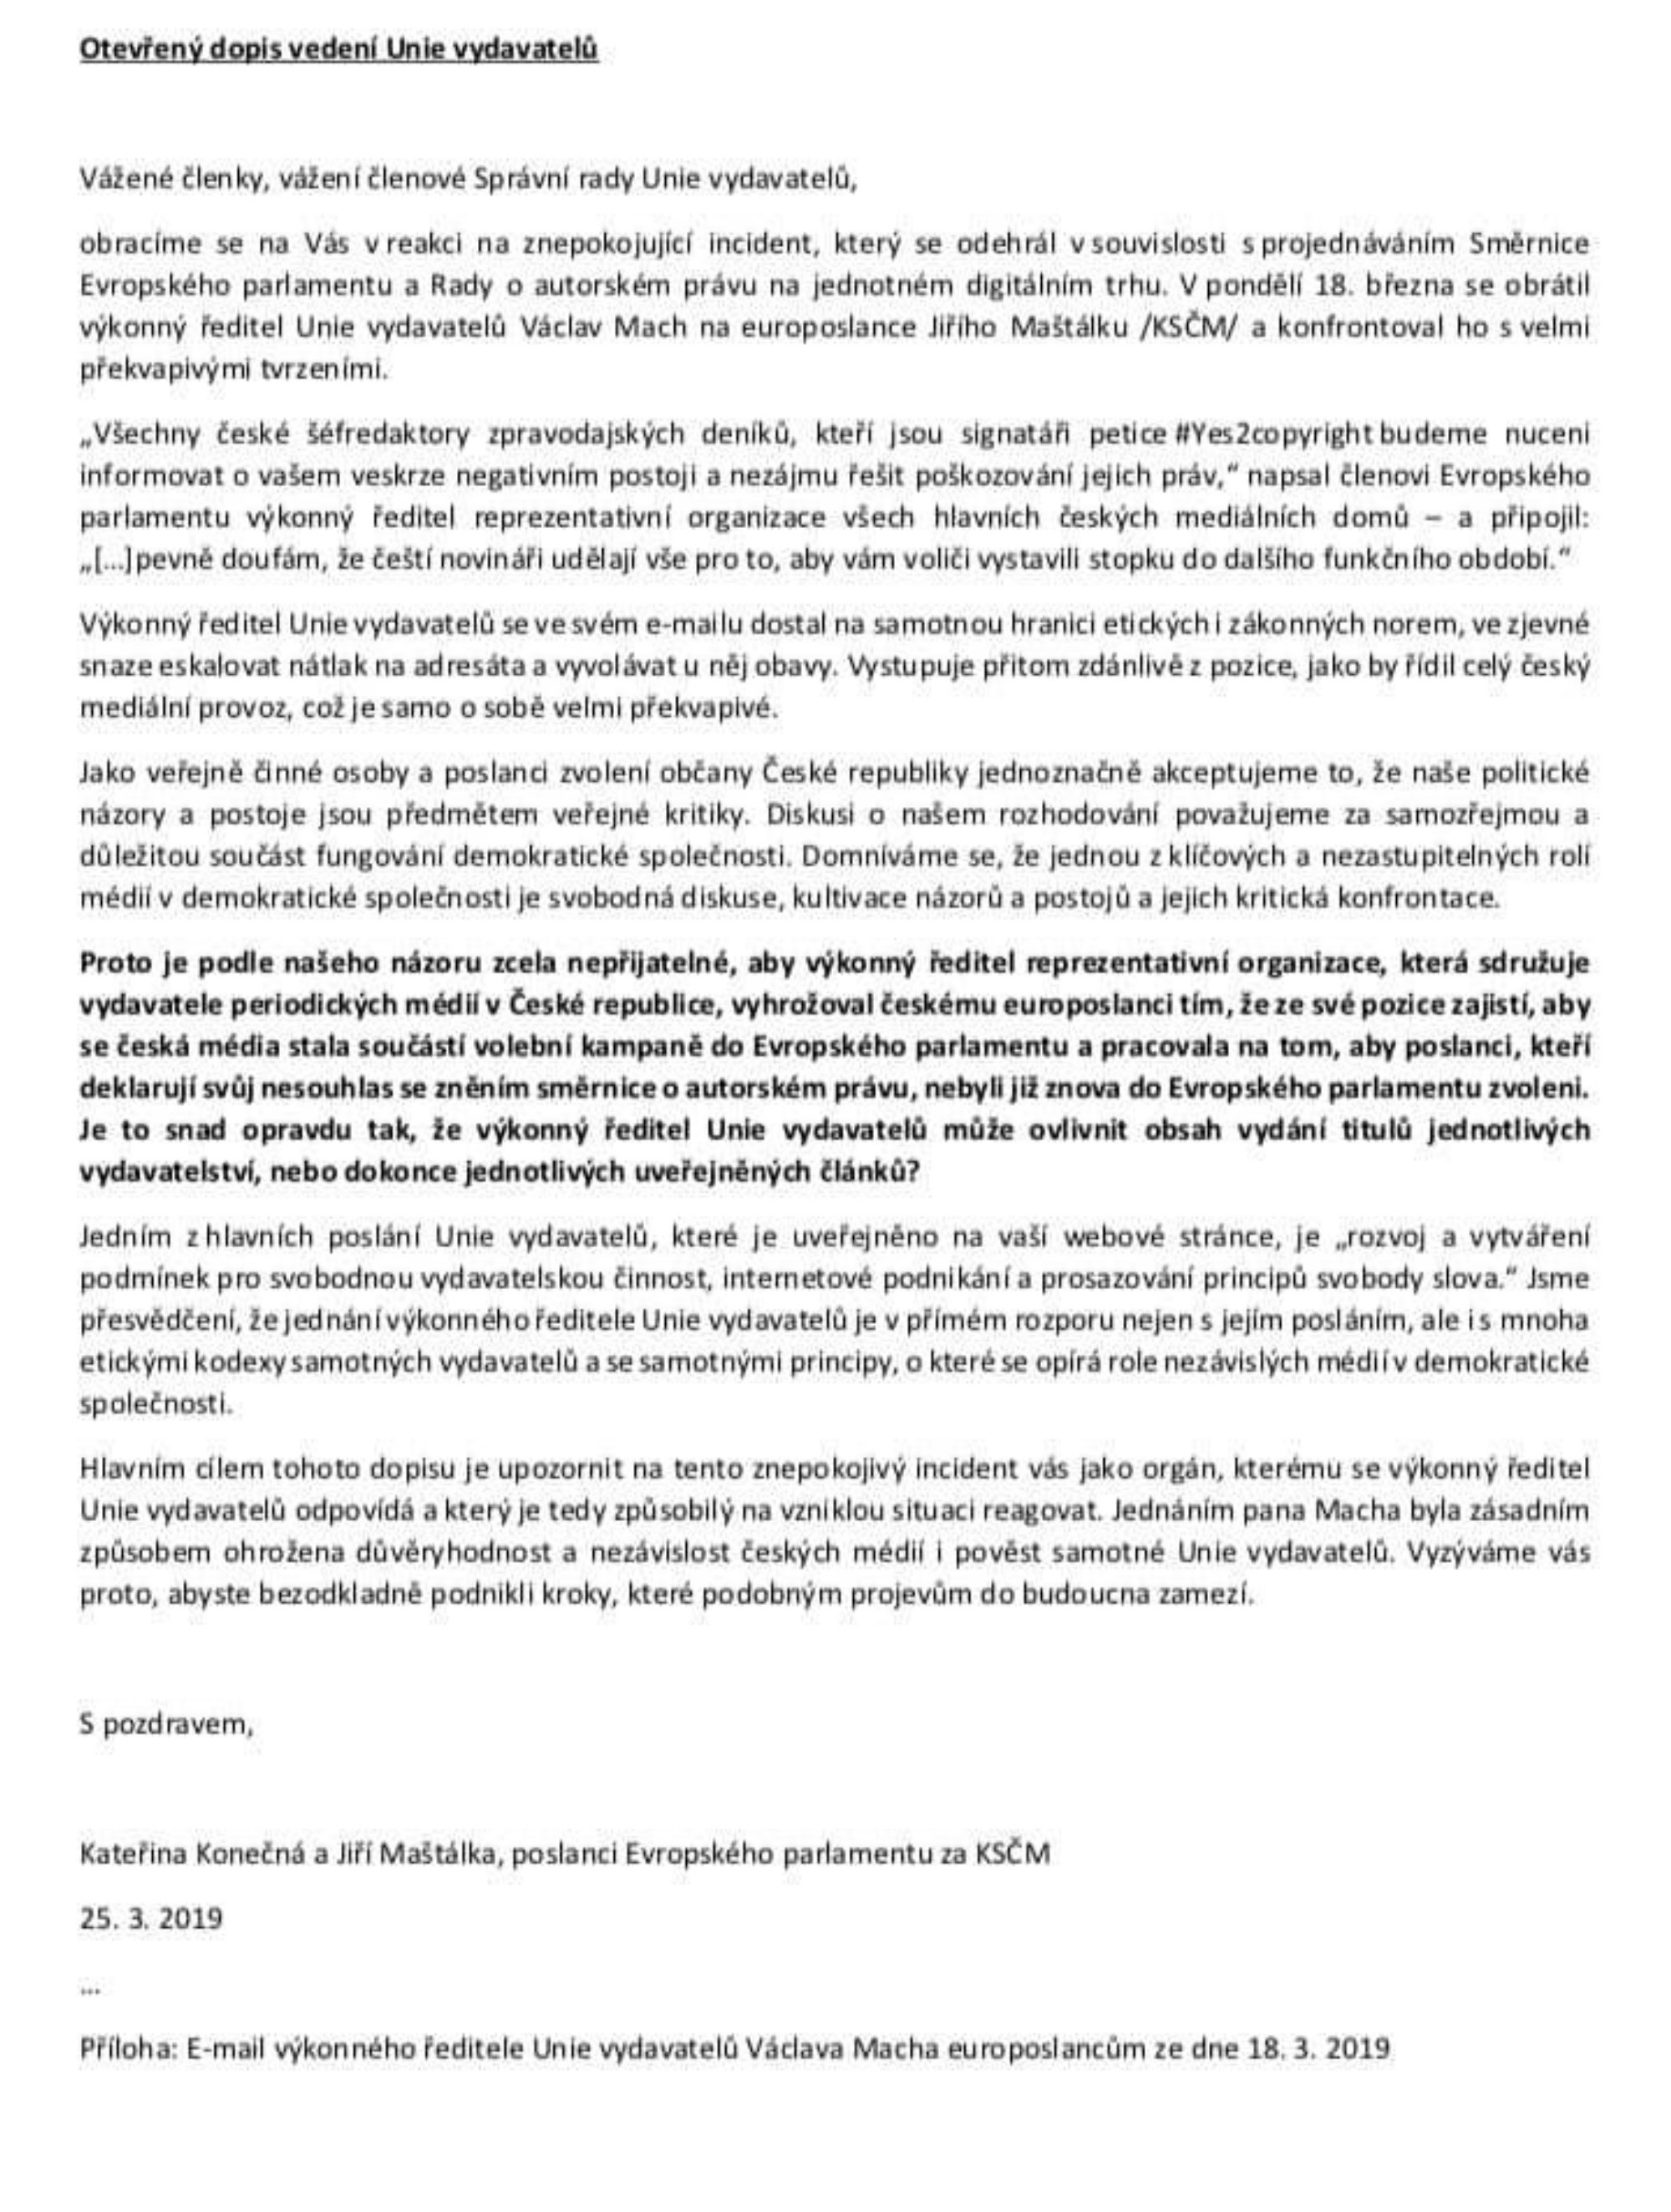 Otevřený dopis vedení Unie vydavatelů
Vážené členky, vážení členové Správní rady Unie vydavatelů,
obracíme se na Vás v reakci na znepokojující incident, který se odehrál v souvislosti s projednáváním Směrnice
Evropského parlamentu a Rady o autorském právu na jednotném digitálním trhu. V pondělí 18. března se obrátil
výkonný ředitel Unie vydavatelů Václav Mach na europoslance Jiřího Maštálku /KSČM/ a konfrontoval ho s velmi
překvapivými tvrzeními.
„Všechny české šéfredaktory zpravodajských deníků, kteří jsou signatáři petice #Yes2copyright budeme nuceni
informovat o vašem veskrze negativním postoji a nezájmu řešit poškozování jejich práv,“ napsal členovi Evropského
parlamentu výkonný ředitel reprezentativní organizace všech hlavních českých mediálních domů – a připojil:
„[...]pevně doufám, že čeští novináři udělají vše pro to, aby vám voliči vystavili stopku do dalšího funkčního období.“
Výkonný ředitel Unie vydavatelů se ve svém e-mailu dostal na samotnou hranici etických i zákonných norem, ve zjevné
snaze eskalovat nátlak na adresáta a vyvolávat u něj obavy. Vystupuje přitom zdánlivě z pozice, jako by řídil celý český
mediální provoz, což je samo o sobě velmi překvapivé.
Jako veřejně činné osoby a poslanci zvolení občany České republiky jednoznačně akceptujeme to, že naše politické
názory a postoje jsou předmětem veřejné kritiky. Diskusi o našem rozhodování považujeme za samozřejmou a
důležitou součást fungování demokratické společnosti. Domníváme se, že jednou z klíčových a nezastupitelných rolí
médií v demokratické společnosti je svobodná diskuse, kultivace názorů a postojů a jejich kritická konfrontace.
Proto je podle našeho názoru zcela nepřijatelné, aby výkonný ředitel reprezentativní organizace, která sdružuje
vydavatele periodických médií v České republice, vyhrožoval českému europoslanci tím, že ze své pozice zajistí, aby
se česká média stala součástí volební kampaně do Evropského parlamentu a pracovala na tom, aby poslanci, kteří
deklarují svůj nesouhlas se zněním směrnice o autorském právu, nebyli již znova do Evropského parlamentu zvoleni.
Je to snad opravdu tak, že výkonný ředitel Unie vydavatelů může ovlivnit obsah vydání titulů jednotlivých
vydavatelství, nebo dokonce jednotlivých uveřejněných článků?
Jedním z hlavních poslání Unie vydavatelů, které je uveřejněno na vaší webové stránce, je „rozvoj a vytváření
podmínek pro svobodnou vydavatelskou činnost, internetové podnikání a prosazování principů svobody slova.“ Jsme
přesvědčení, že jednání výkonného ředitele Unie vydavatelů je v přímém rozporu nejen s jejím posláním, ale i s mnoha
etickými kodexy samotných vydavatelů a se samotnými principy, o které se opírá role nezávislých médií v demokratické
společnosti.
Hlavním cílem tohoto dopisu je upozornit na tento znepokojivý incident vás jako orgán, kterému se výkonný ředitel
Unie vydavatelů odpovídá a který je tedy způsobilý na vzniklou situaci reagovat. Jednáním pana Macha byla zásadním
způsobem ohrožena důvěryhodnost a nezávislost českých médií i pověst samotné Unie vydavatelů. Vyzýváme vás
proto, abyste bezodkladně podnikli kroky, které podobným projevům do budoucna zamezí.
S pozdravem,
Kateřina Konečná a Jiří Maštálka, poslanci Evropského parlamentu za KSČM
25. 3. 2019
...
Příloha: E-mail výkonného ředitele Unie vydavatelů Václava Macha europoslancům ze dne 18. 3. 2019